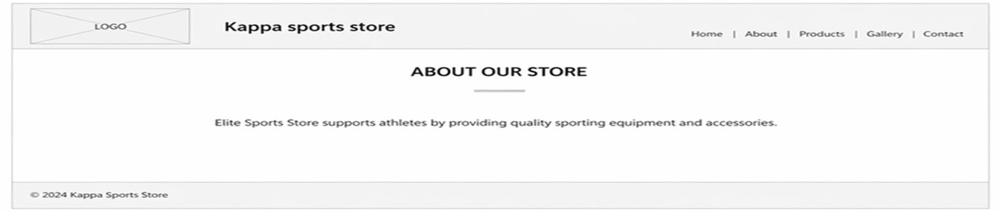 LOGO
Kappa sports store
Home | About | Products | Gallery | Contact
ABOUT OUR STORE
Elite Sports Store supports athletes by providing quality sporting equipment and accessories.
© 2024 Kappa Sports Store